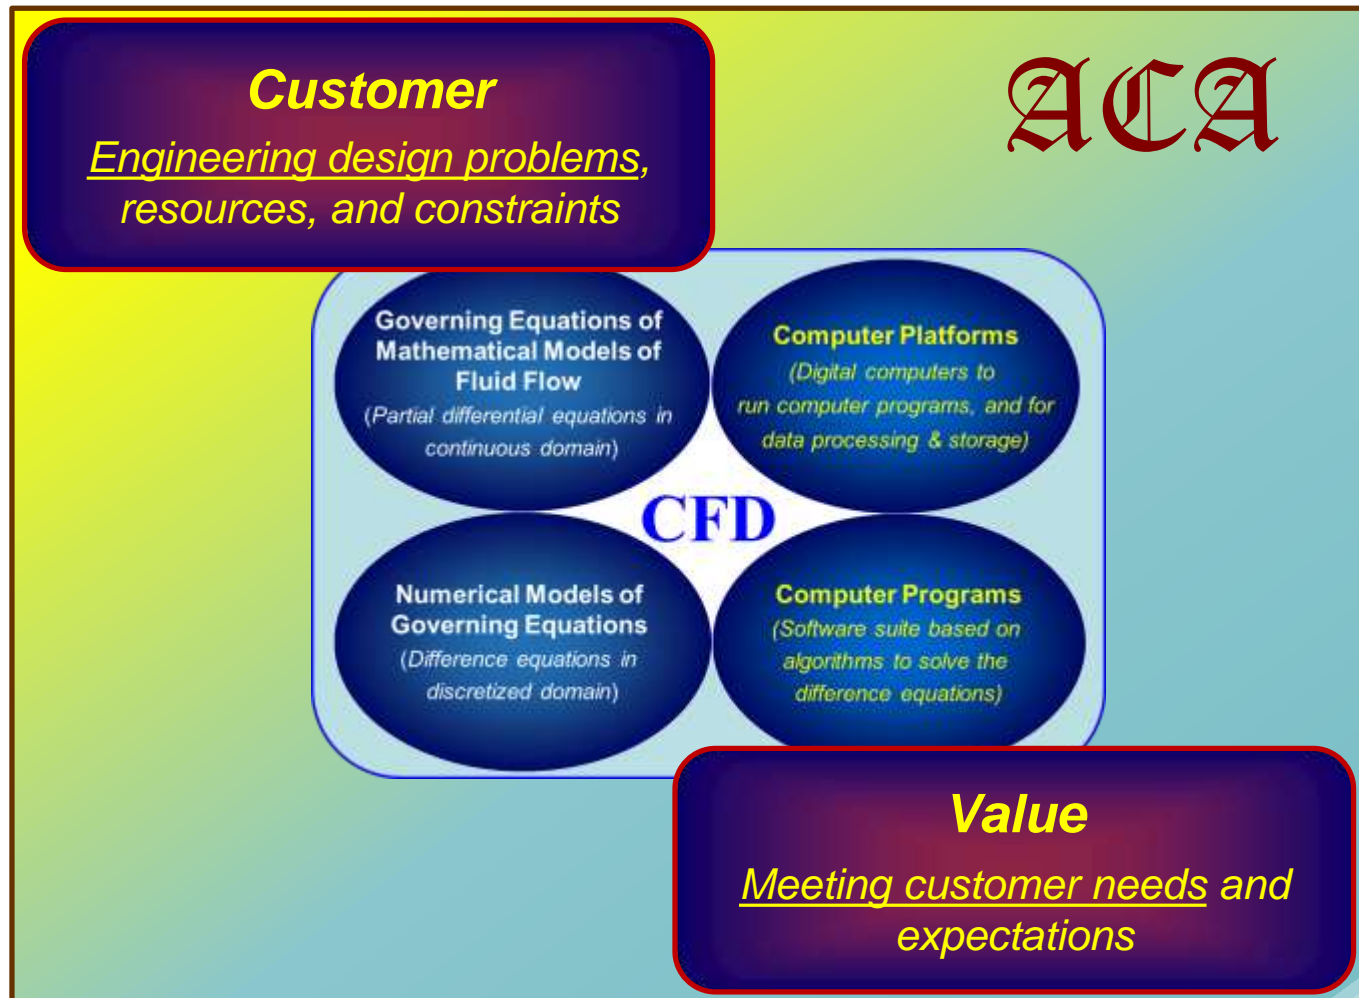 Customer
Engineering design problems,
resources, and constraints
ACA
Governing Equations of
Mathematical Models of
Fluid Flow
(Partial differential equations in
continuous domain)
Computer Platforms
(Digital computers to
run computer programs, and for
data processing & storage)
CFD
Numerical Models of
Governing Equations
(Difference equations in
discretized domain)
Computer Programs
(Software suite based on
algorithms to solve the
difference equations)
Value
Meeting customer needs and
expectations